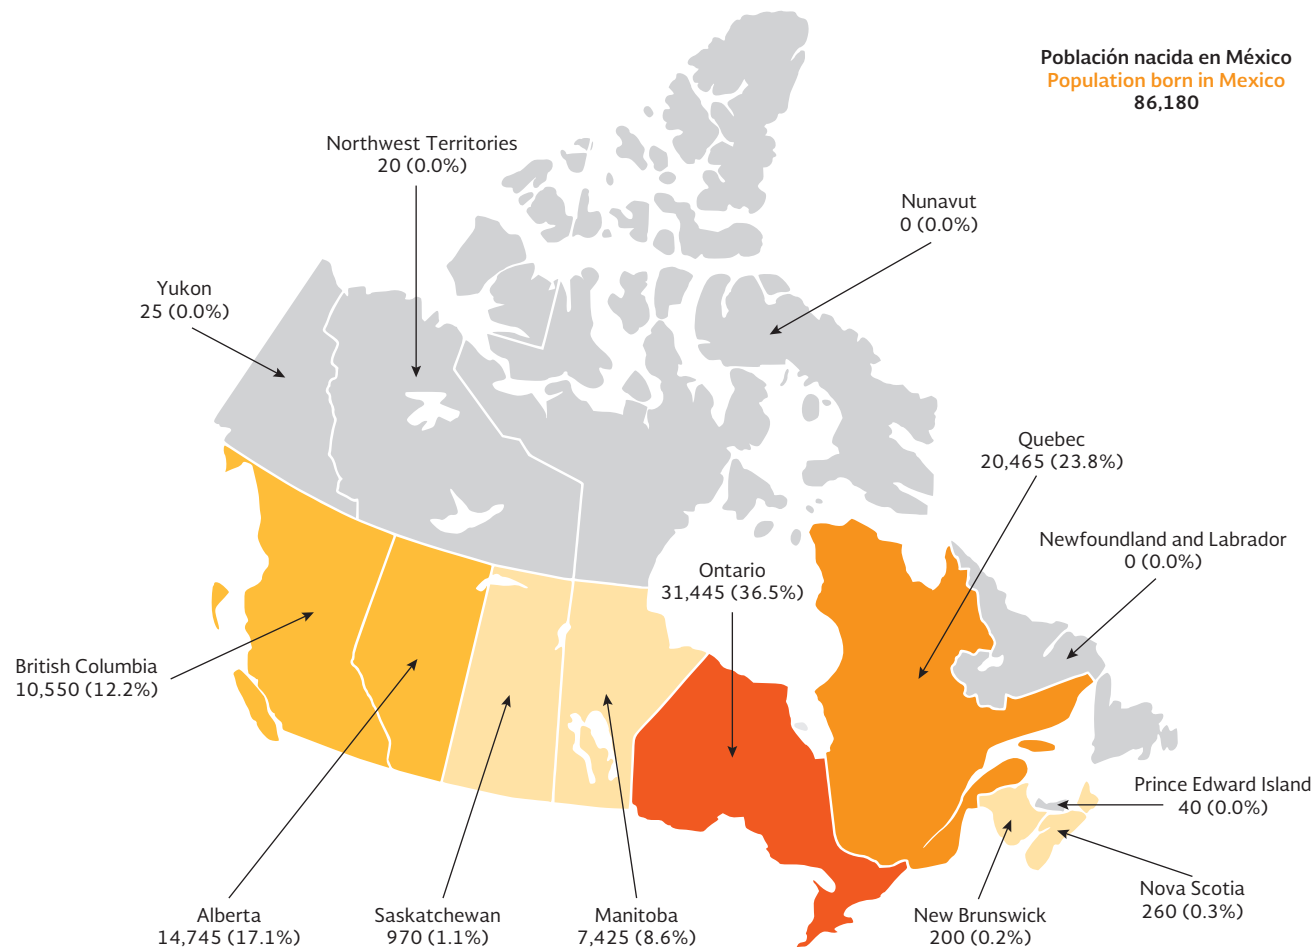 Población nacida en México
Population born in Mexico
86,180
Northwest Territories
20 (0.0%)
Nunavut
0 (0.0%)
Yukon
25 (0.0%)
Quebec
20,465 (23.8%)
Newfoundland and Labrador
0 (0.0%)
Ontario
31,445 (36.5%)
British Columbia
10,550 (12.2%)
Prince Edward Island
40 (0.0%)
Nova Scotia
260 (0.3%)
Alberta
14,745 (17.1%)
Saskatchewan
970 (1.1%)
Manitoba
7,425 (8.6%)
New Brunswick
200 (0.2%)